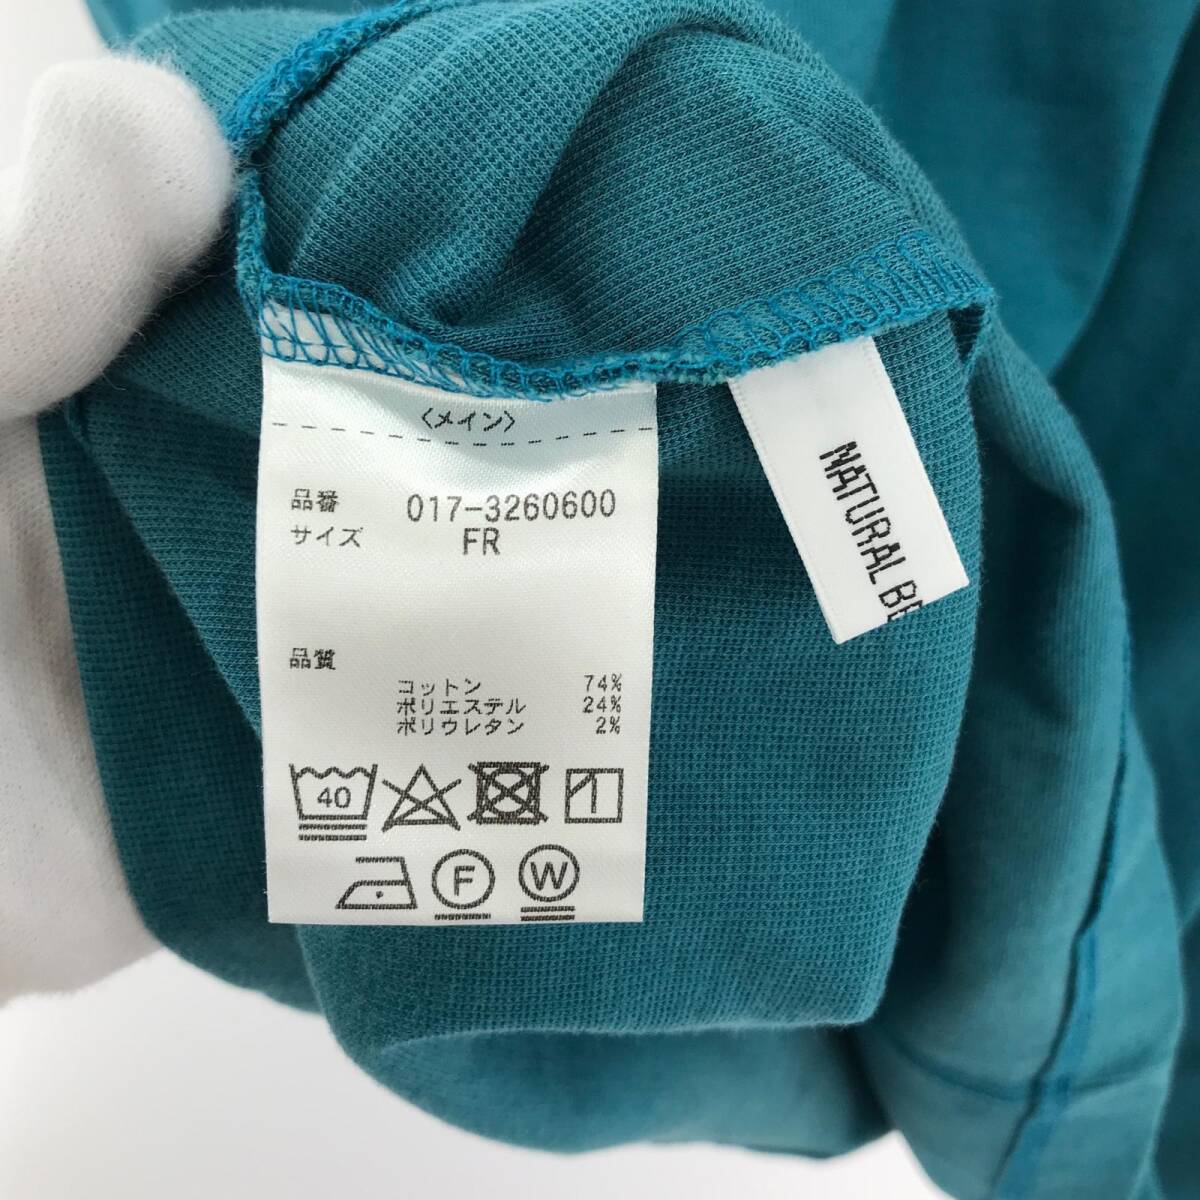 〈メイン〉
品番 017-3260600
サイズ FR
品質
コットン 74%
ポリエステル 24%
ポリウレタン 2%
40
F
W
NATURAL BE